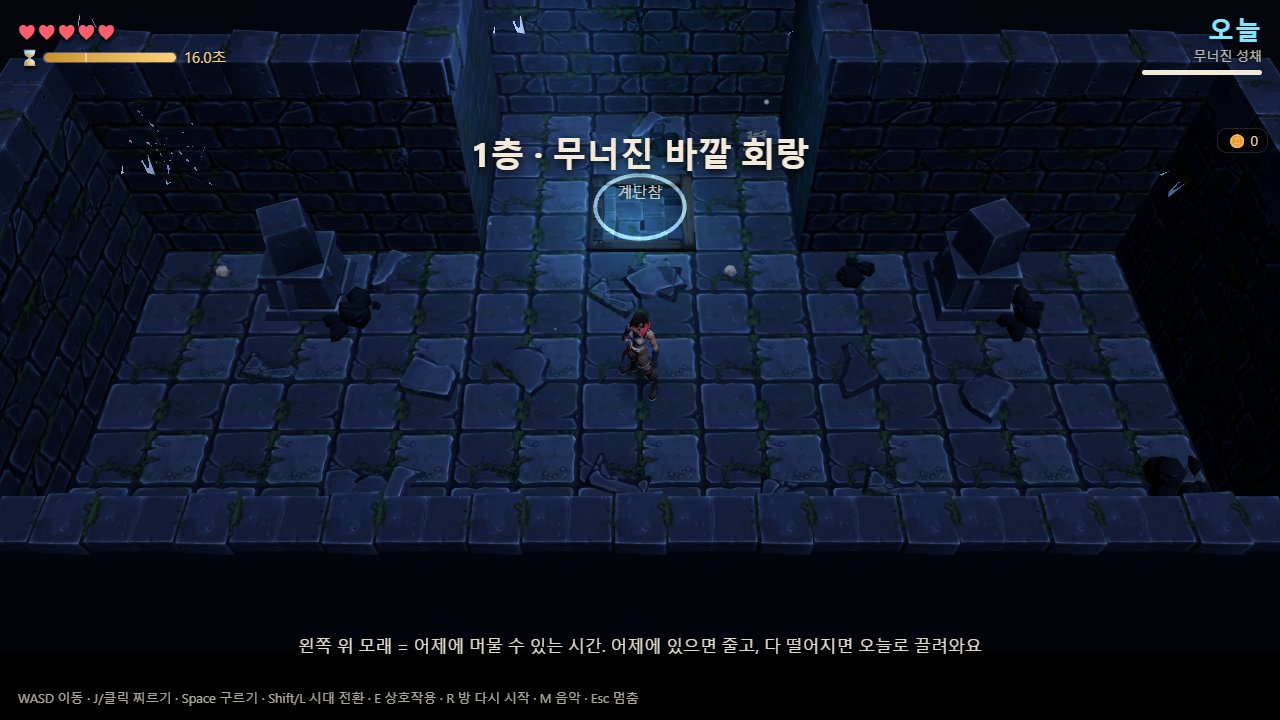 오늘
16.0초
무너진 성채
0
1층 · 무너진 바깥 회랑
계단참
왼쪽 위 모래 = 어제에 머물 수 있는 시간. 어제에 있으면 줄고, 다 떨어지면 오늘로 끌려와요
WASD 이동 · J/클릭 찌르기 · Space 구르기 · Shift/L 시대 전환 · E 상호작용 · R 방 다시 시작 · M 음악 · Esc 멈춤